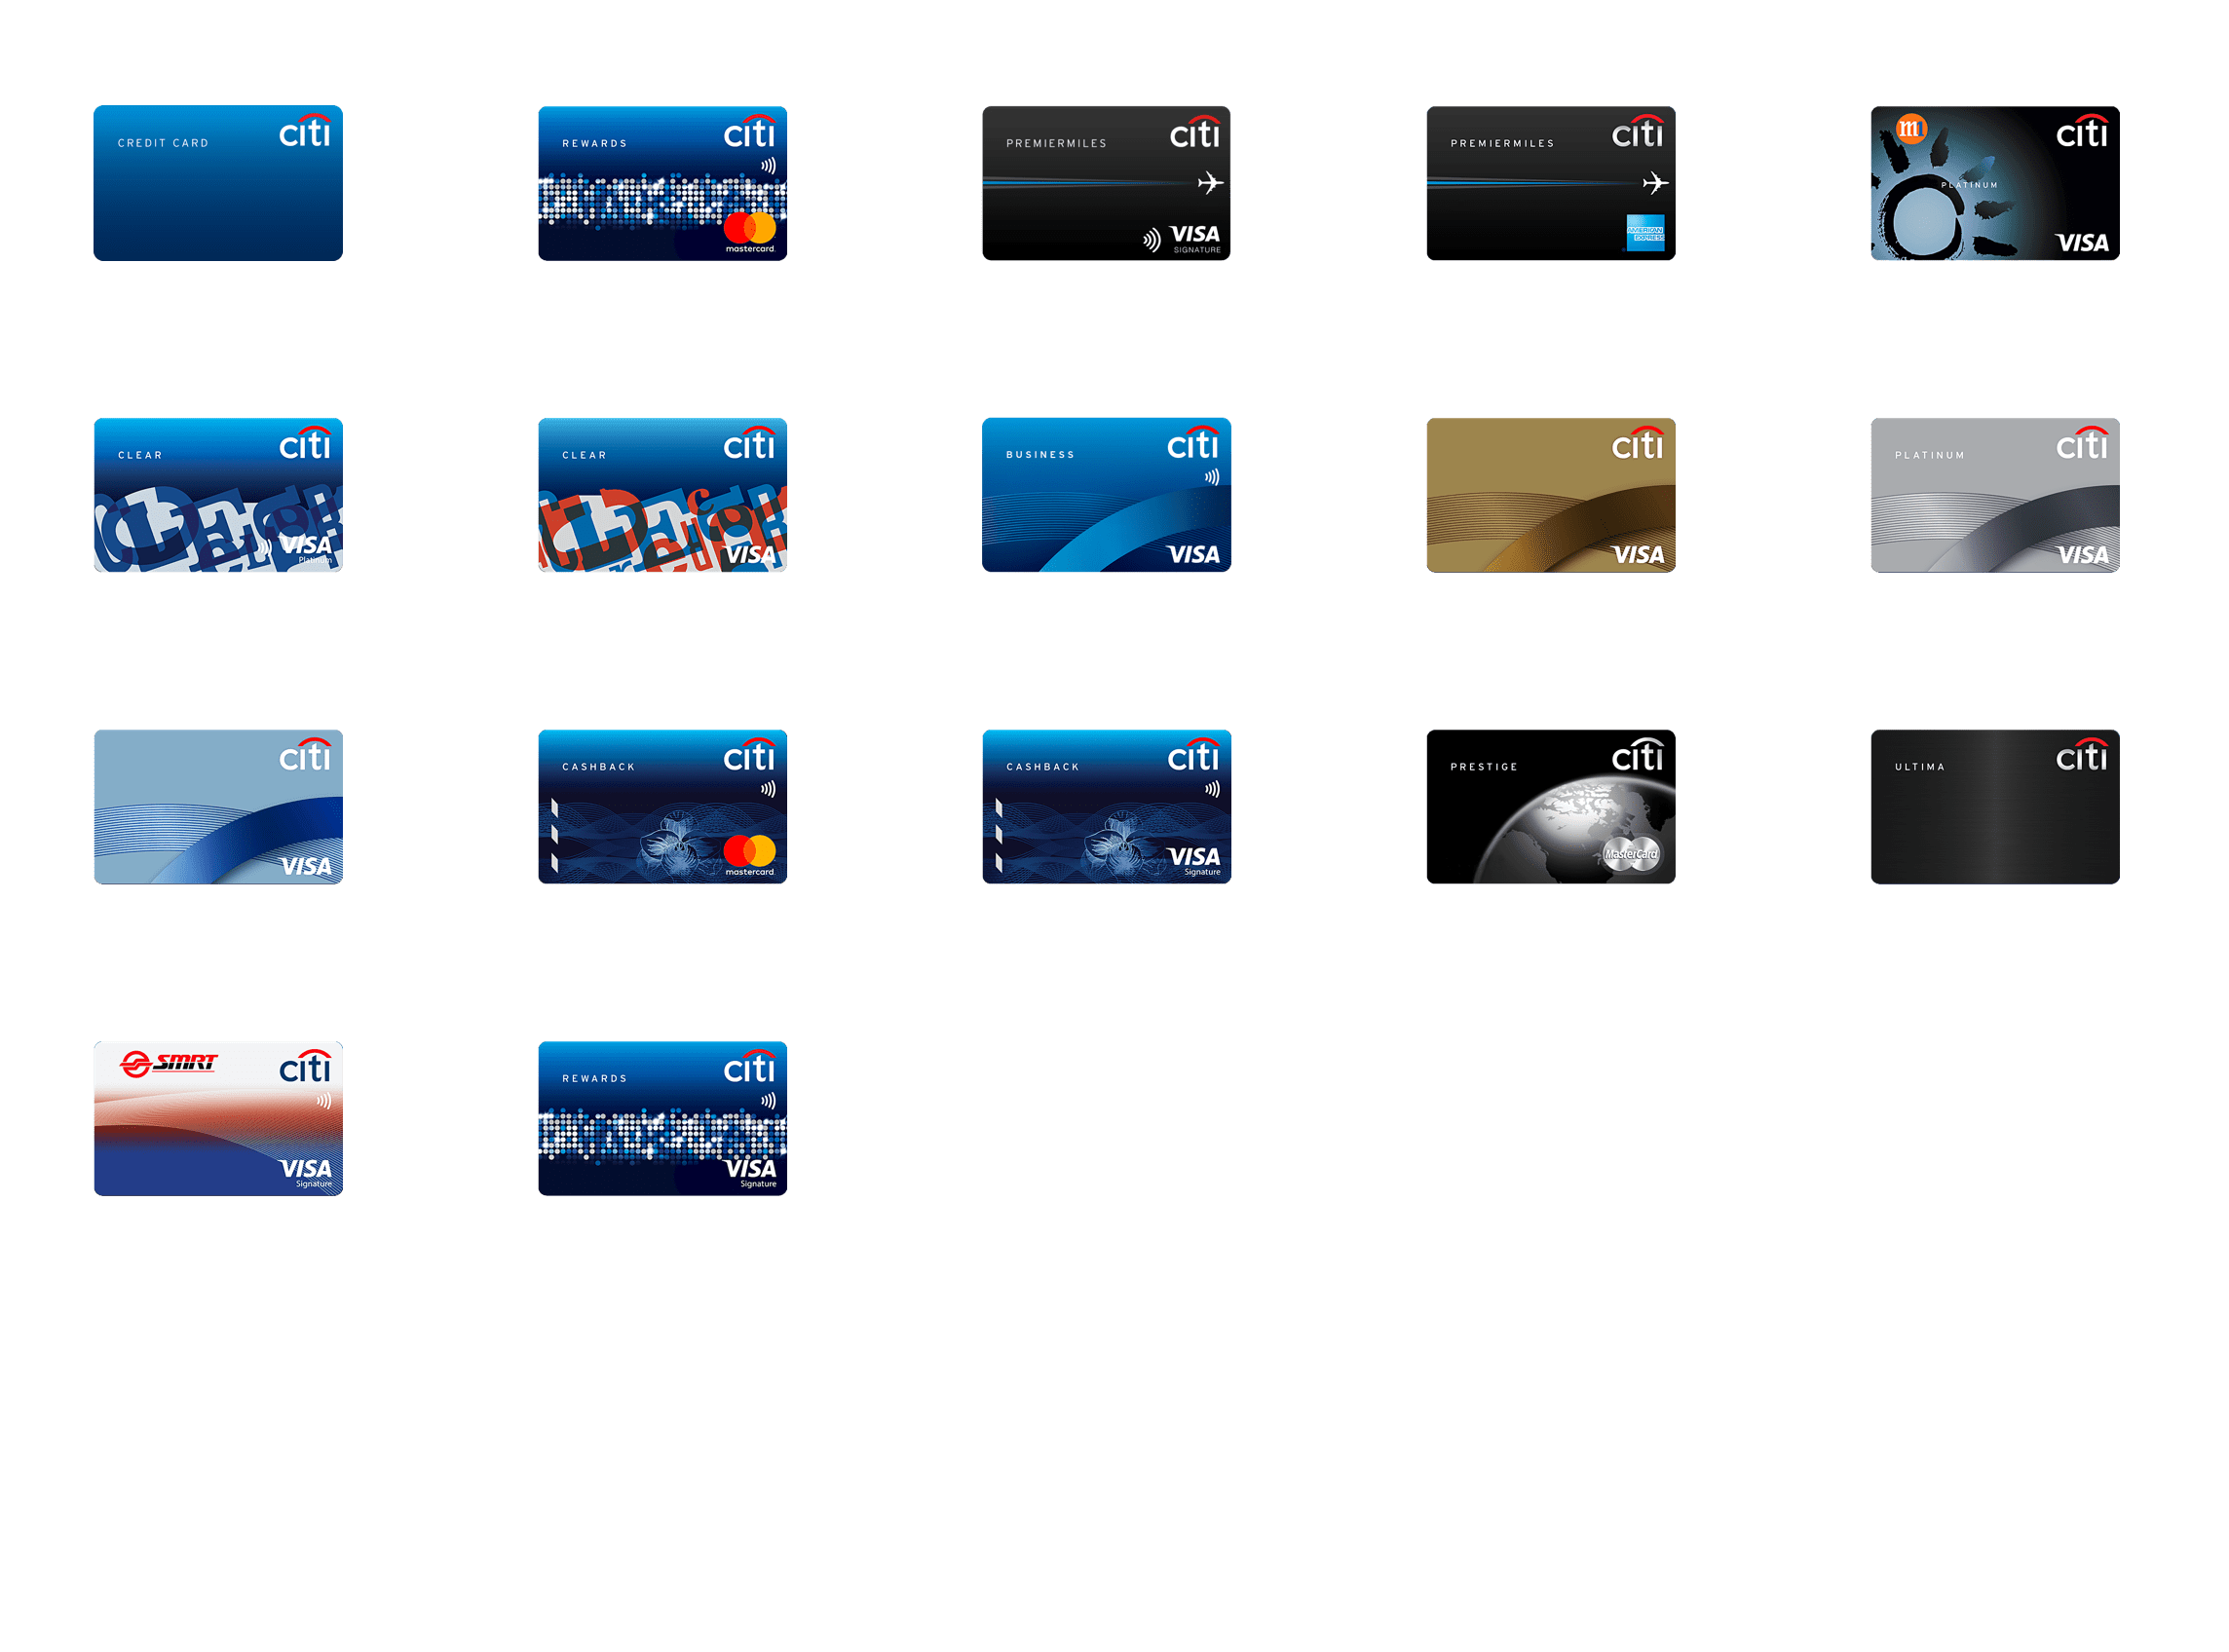 citi
CREDIT CARD
citi
REWARDS
mastercard.
citi
PREMIERMILES
VISA
SIGNATURE
citi
PREMIERMILES
AMERICAN
EXPRESS
M1
citi
PLATINUM
VISA
citi
CLEAR
CLEAR
VISA
Platinum
citi
CLEAR
VISA
citi
BUSINESS
VISA
citi
VISA
citi
PLATINUM
VISA
citi
VISA
citi
CASHBACK
mastercard.
citi
CASHBACK
VISA
Signature
citi
PRESTIGE
MasterCard
citi
ULTIMA
SMRT
citi
VISA
Signature
citi
REWARDS
VISA
Signature